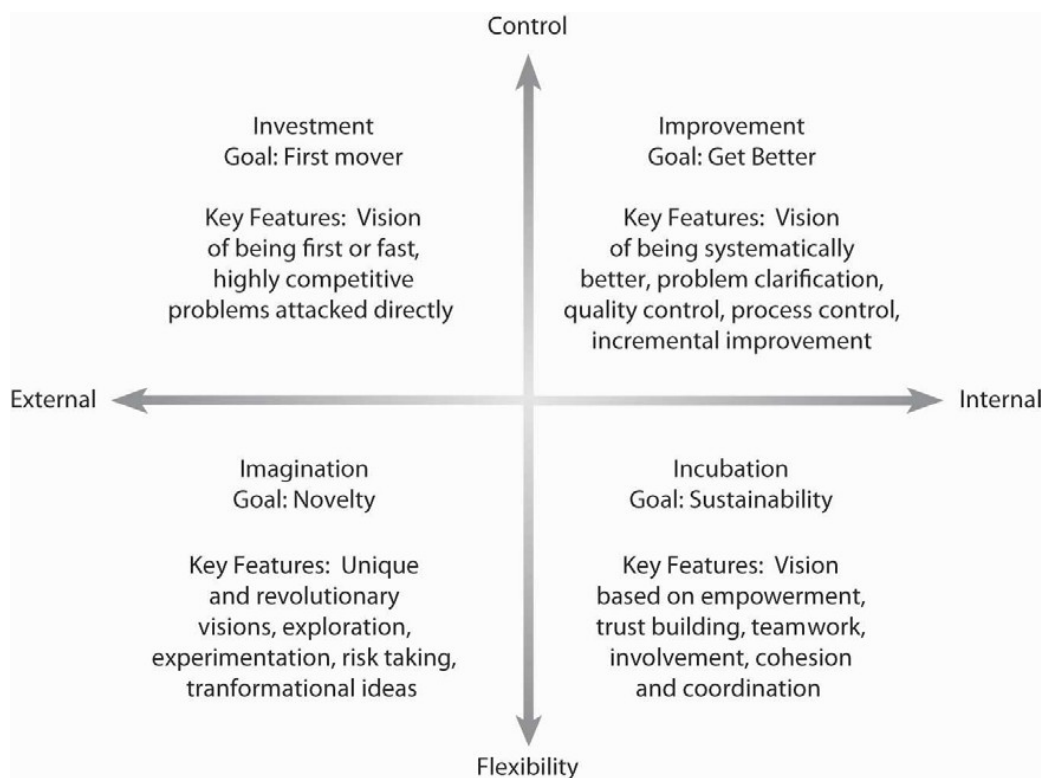 Control
Investment
Goal: First mover
Key Features: Vision
of being first or fast,
highly competitive
problems attacked directly
Improvement
Goal: Get Better
Key Features: Vision
of being systematically
better, problem clarification,
quality control, process control,
incremental improvement
External
Internal
Imagination
Goal: Novelty
Key Features: Unique
and revolutionary
visions, exploration,
experimentation, risk taking,
tranformational ideas
Incubation
Goal: Sustainability
Key Features: Vision
based on empowerment,
trust building, teamwork,
involvement, cohesion
and coordination
Flexibility